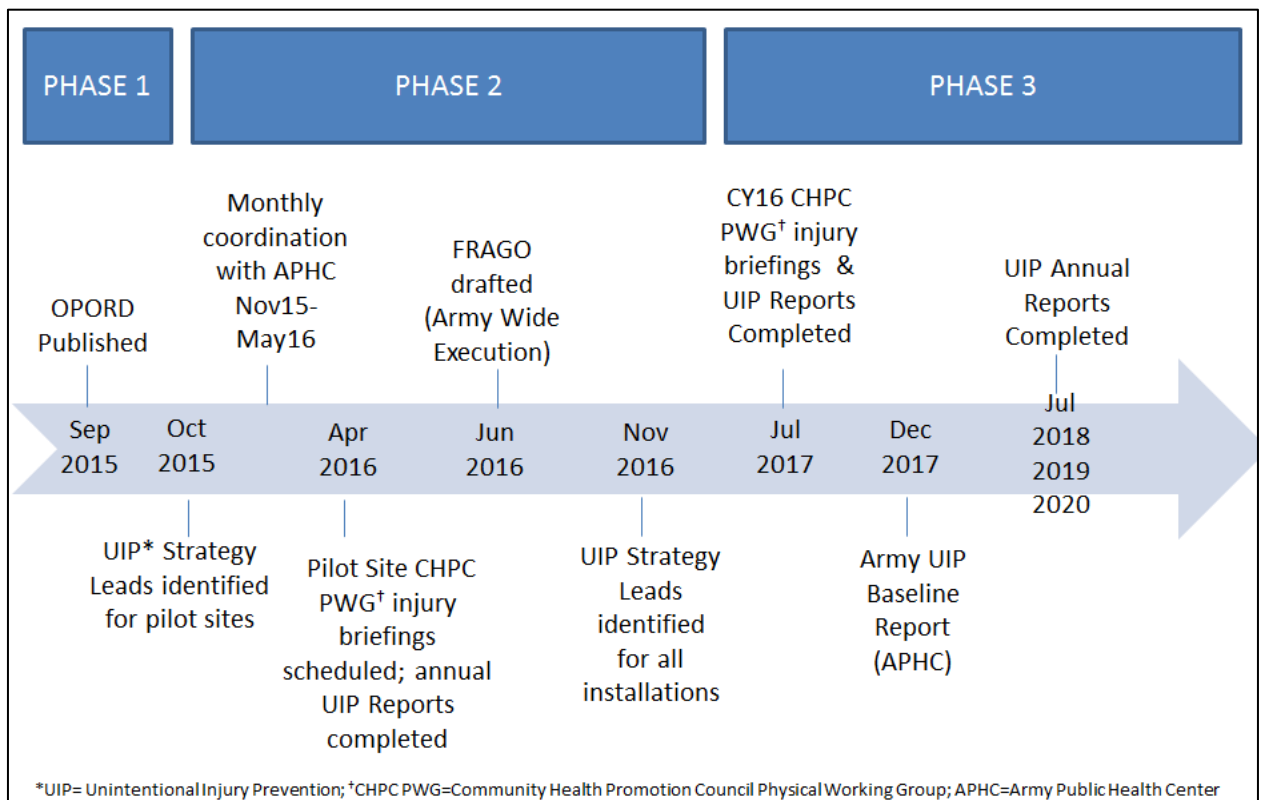 PHASE 1
PHASE 2
PHASE 3
OPORD
Published
Monthly
coordination
with APHC
Nov15-
May16
FRAGO
drafted
(Army Wide
Execution)
CY16 CHPC
PWG† injury
briefings &
UIP Reports
Completed
UIP Annual
Reports
Completed
Sep
2015
Oct
2015
Apr
2016
Jun
2016
Nov
2016
Jul
2017
Dec
2017
Jul
2018
2019
2020
UIP* Strategy
Leads identified
for pilot sites
Pilot Site CHPC
PWG† injury
briefings
scheduled; annual
UIP Reports
completed
UIP Strategy
Leads
identified
for all
installations
Army UIP
Baseline
Report
(APHC)
*UIP= Unintentional Injury Prevention; †CHPC PWG=Community Health Promotion Council Physical Working Group; APHC=Army Public Health Center